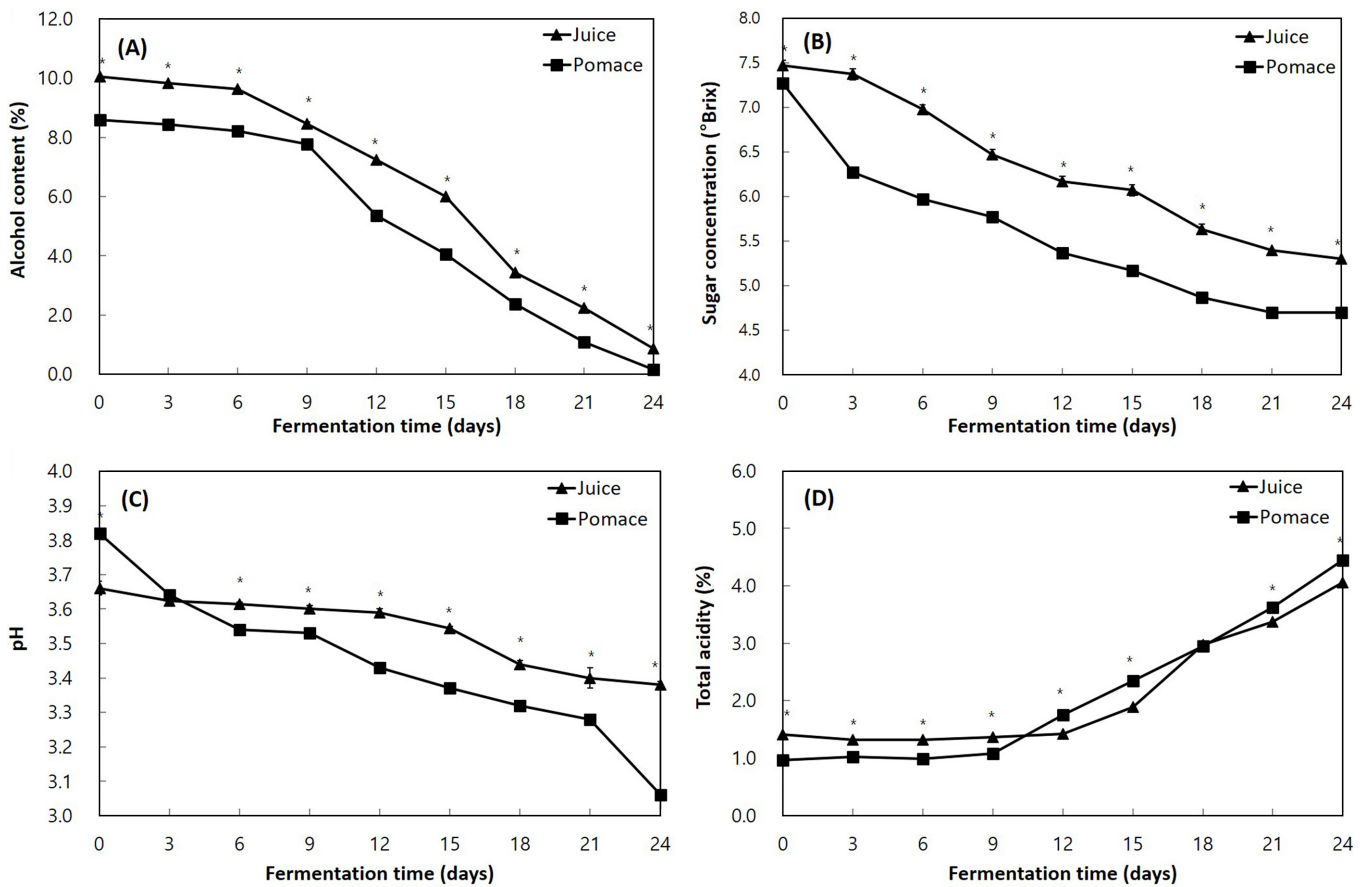 (A)
Juice
Pomace
12.0
10.0
8.0
6.0
4.0
2.0
0.0
Alcohol content (%)
* * * * * * * * *
0 3 6 9 12 15 18 21 24
Fermentation time (days)
(B)
Juice
Pomace
8.0
7.5
7.0
6.5
6.0
5.5
5.0
4.5
4.0
Sugar concentration (°Brix)
* * * * * * * * *
0 3 6 9 12 15 18 21 24
Fermentation time (days)
(C)
Juice
Pomace
4.0
3.9
3.8
3.7
3.6
3.5
3.4
3.3
3.2
3.1
3.0
pH
* * * * * * * *
0 3 6 9 12 15 18 21 24
Fermentation time (days)
(D)
Juice
Pomace
6.0
5.0
4.0
3.0
2.0
1.0
0.0
Total acidity (%)
* * * * * * * *
0 3 6 9 12 15 18 21 24
Fermentation time (days)